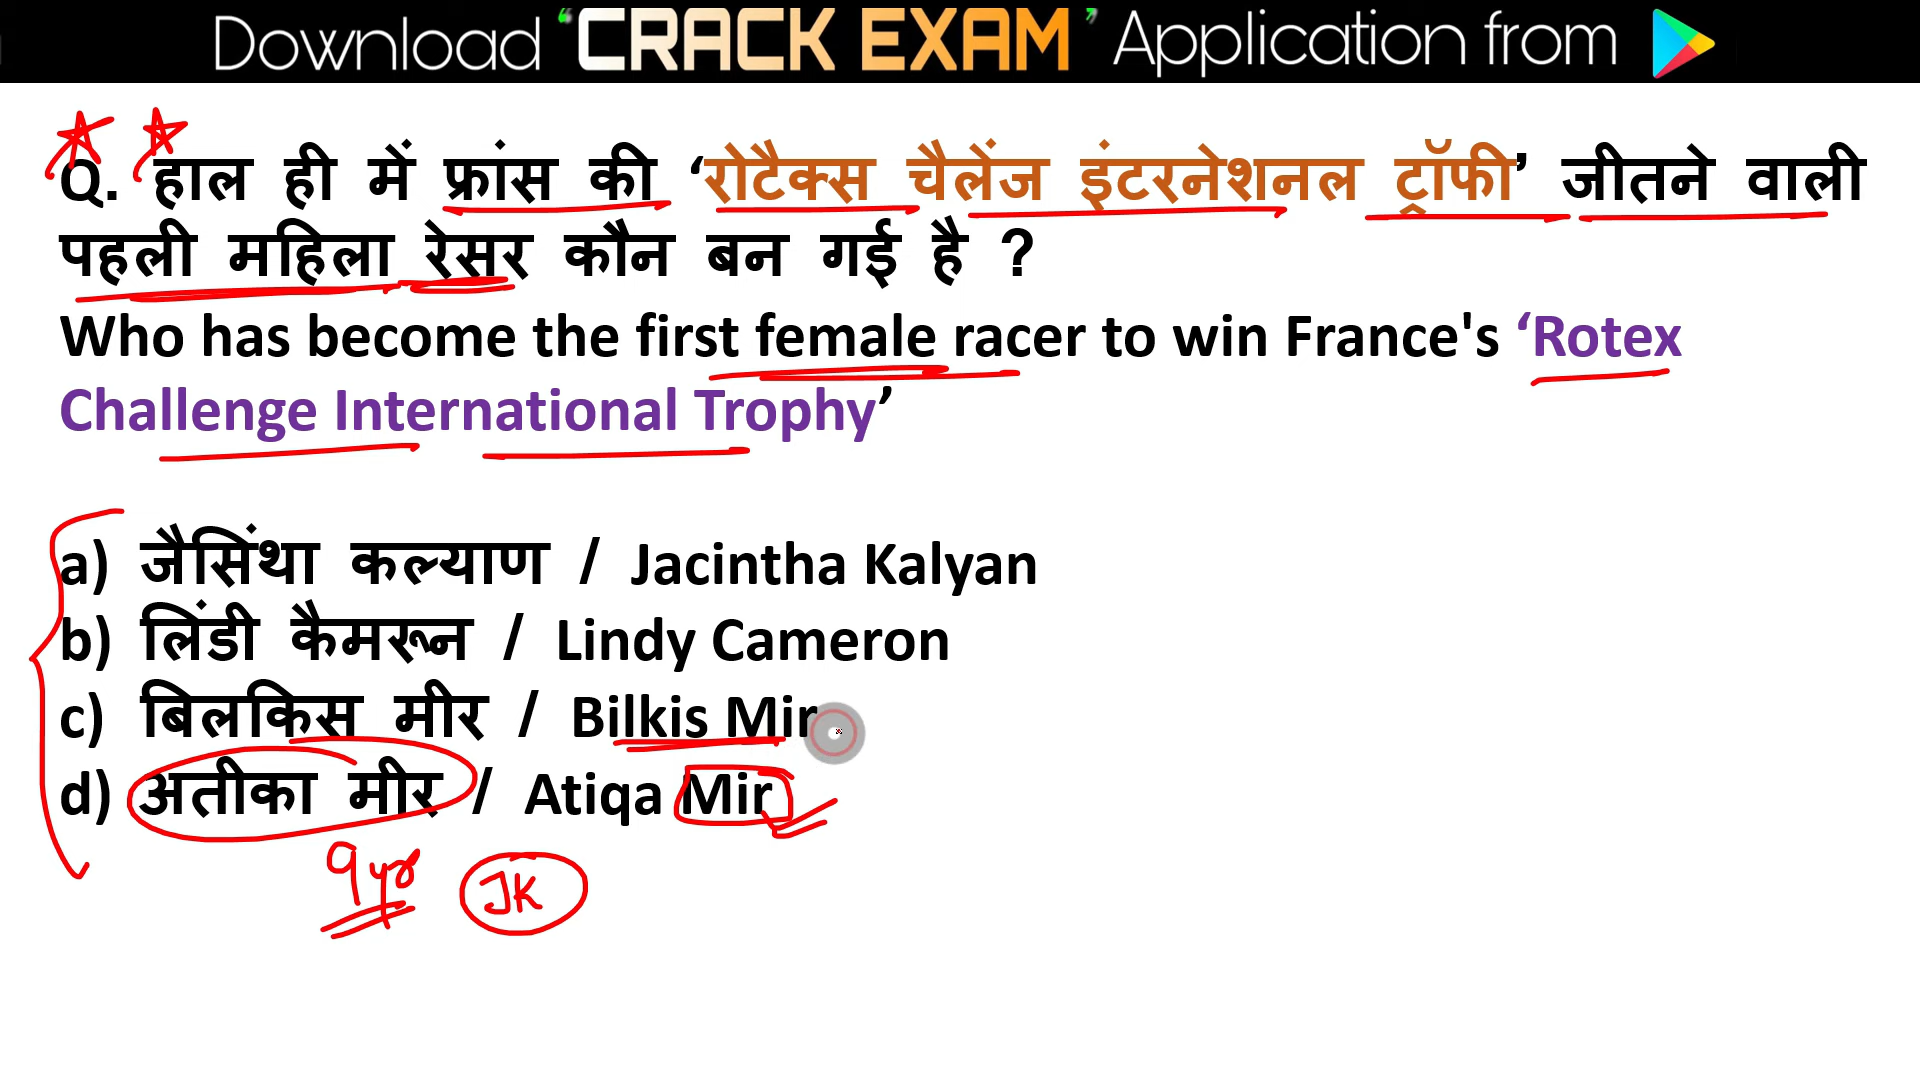 Download ‘CRACK EXAM’ Application from
Q. हाल ही में फ्रांस की ‘रोटैक्स चैलेंज इंटरनेशनल ट्रॉफी’ जीतने वाली
पहली महिला रेसर कौन बन गई है ?
Who has become the first female racer to win France's ‘Rotex
Challenge International Trophy’
a) जैसिंथा कल्याण / Jacintha Kalyan
b) लिंडी कैमरून / Lindy Cameron
c) बिलकिस मीर / Bilkis Mir
d) अतीका मीर / Atiqa Mir
9 yr JK